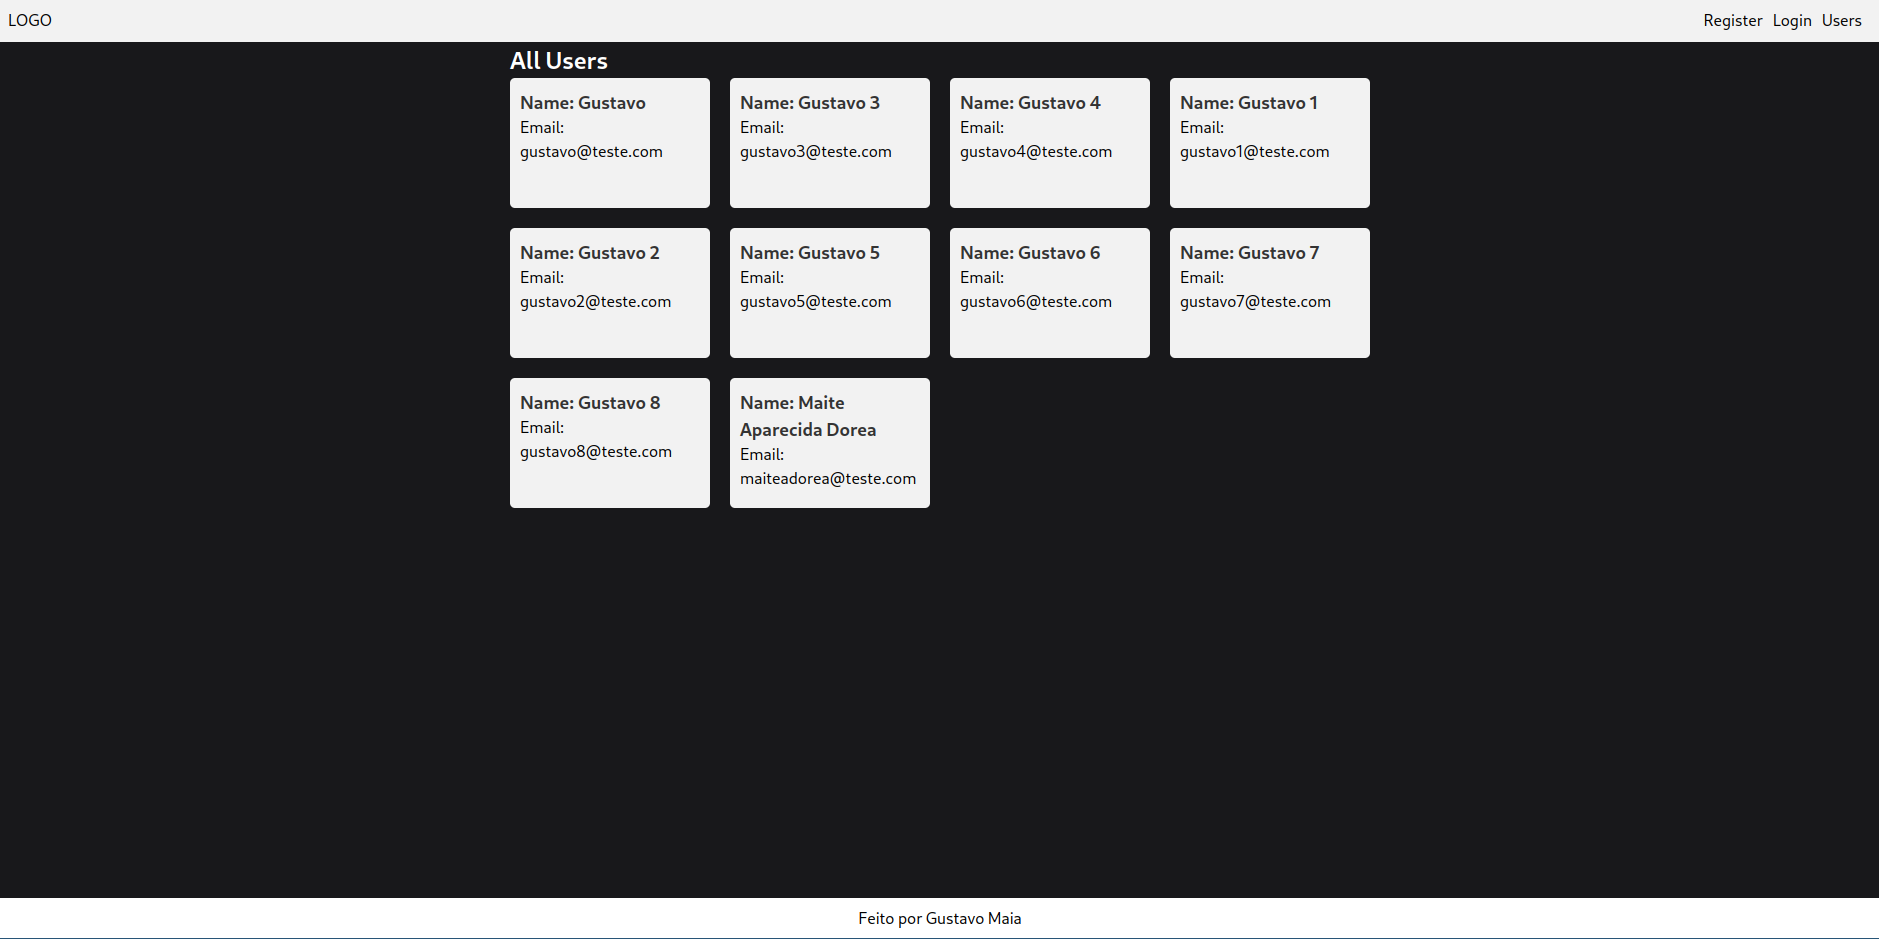 LOGO
Register Login Users
All Users
Name: Gustavo
Email:
gustavo@teste.com
Name: Gustavo 3
Email:
gustavo3@teste.com
Name: Gustavo 4
Email:
gustavo4@teste.com
Name: Gustavo 1
Email:
gustavo1@teste.com
Name: Gustavo 2
Email:
gustavo2@teste.com
Name: Gustavo 5
Email:
gustavo5@teste.com
Name: Gustavo 6
Email:
gustavo6@teste.com
Name: Gustavo 7
Email:
gustavo7@teste.com
Name: Gustavo 8
Email:
gustavo8@teste.com
Name: Maite
Aparecida Dorea
Email:
maiteadorea@teste.com
Feito por Gustavo Maia